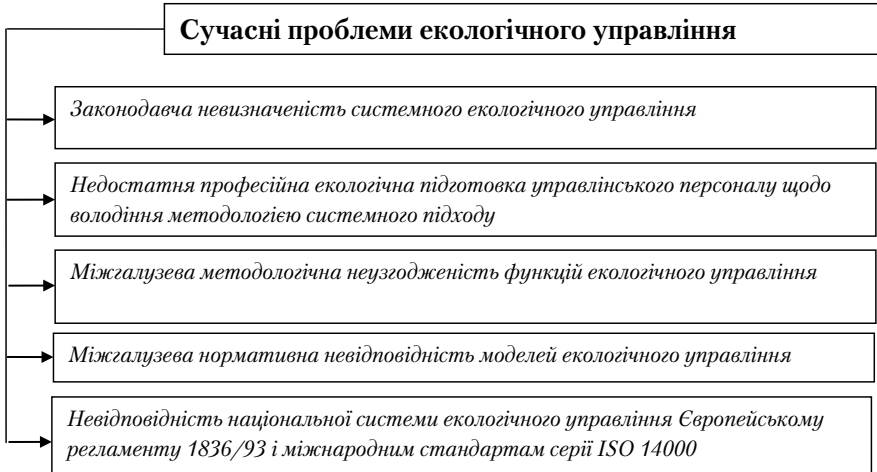 Сучасні проблеми екологічного управління
Законодавча невизначеність системного екологічного управління
Недостатня професійна екологічна підготовка управлінського персоналу щодо
володіння методологією системного підходу
Міжгалузева методологічна неузгодженість функцій екологічного управління
Міжгалузева нормативна невідповідність моделей екологічного управління
Невідповідність національної системи екологічного управління Європейському
регламенту 1836/93 і міжнародним стандартам серії ISO 14000